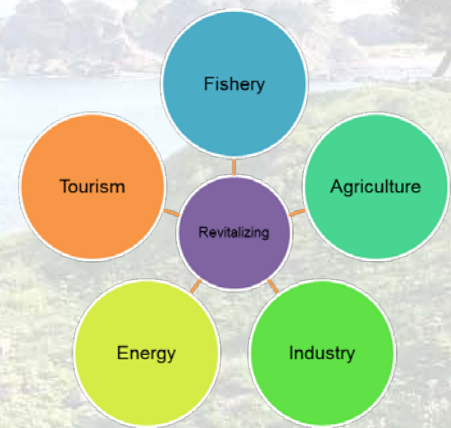 Fishery
Tourism
Agriculture
Revitalizing
Energy
Industry